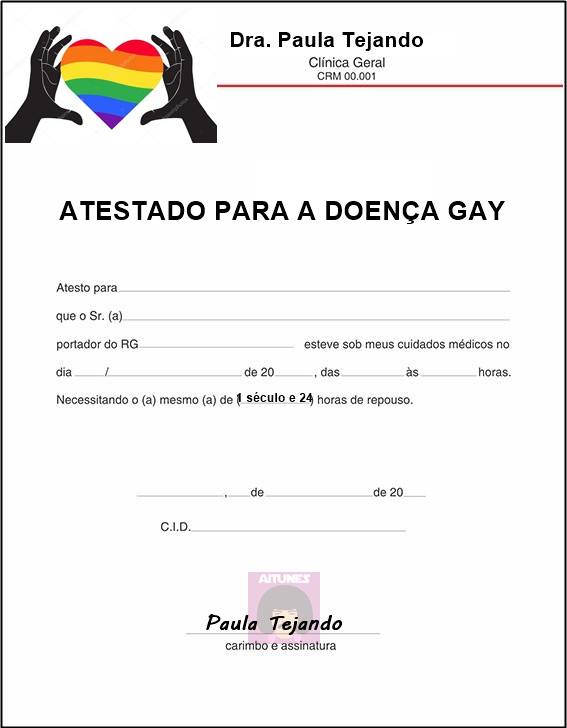 Dra. Paula Tejando
Clínica Geral
CRM 00.001
ATESTADO PARA A DOENÇA GAY
Atesto para
que o Sr. (a)
portador do RG esteve sob meus cuidados médicos no
dia / de 20 , das às horas.
Necessitando o (a) mesmo (a) de (1 século e 24) horas de repouso.
, de de 20
C.I.D.
AITUNES
Paula Tejando
carimbo e assinatura